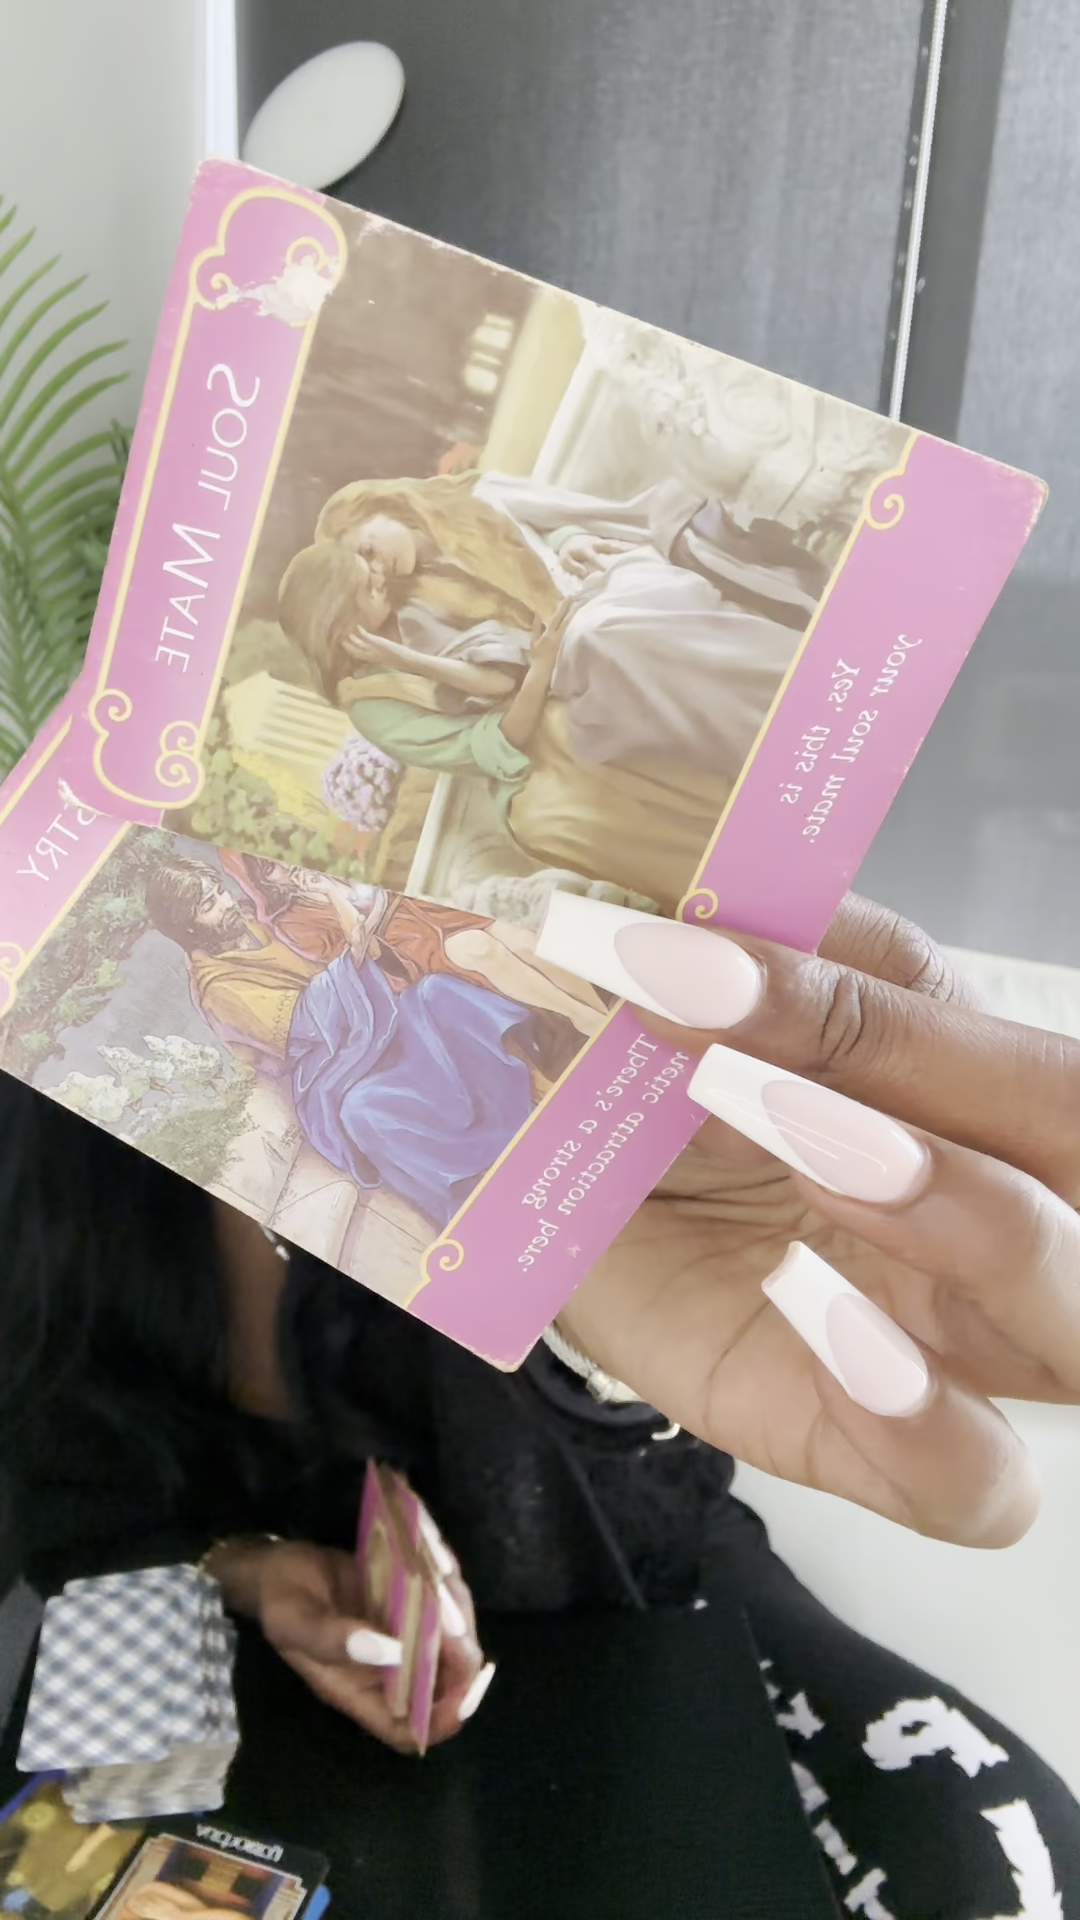 SOUL MATE
Yes, this is
your soul mate.
STRY
There's a strong
netic attraction here.